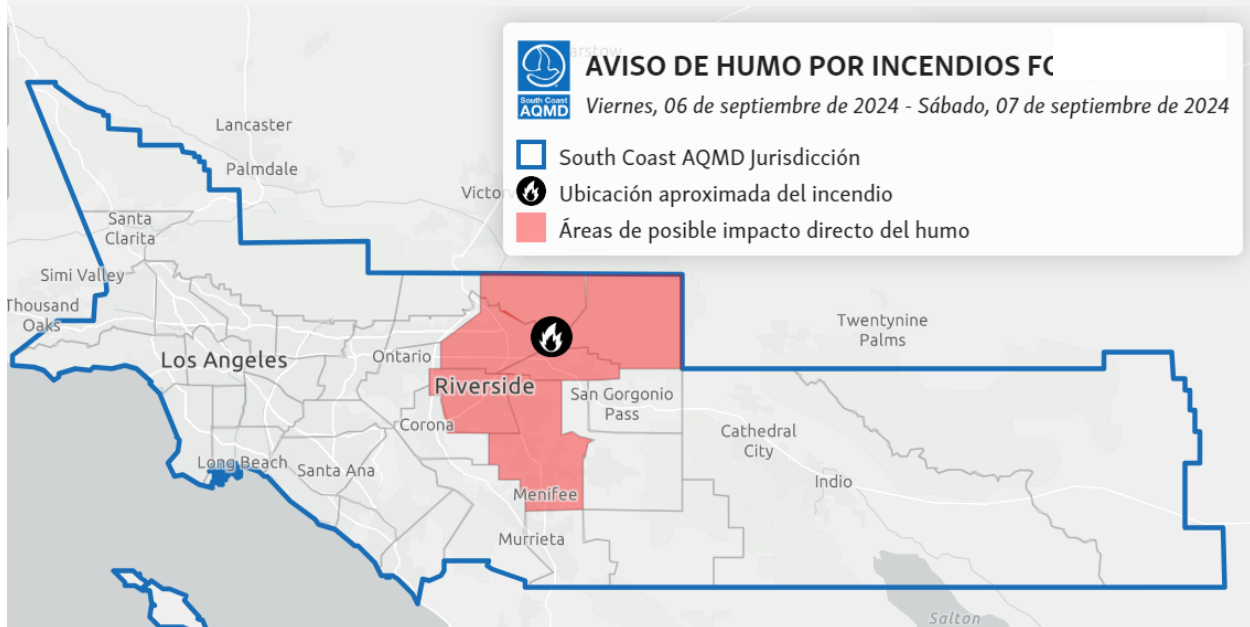 arstow
AVISO DE HUMO POR INCENDIOS FO
South Coast
AQMD
Viernes, 06 de septiembre de 2024 - Sábado, 07 de septiembre de 2024
South Coast AQMD Jurisdicción
Ubicación aproximada del incendio
Áreas de posible impacto directo del humo
Lancaster
Palmdale
Victorv
Santa
Clarita
Simi Valley
Thousand
Oaks
Los Angeles
Ontario
Riverside
Corona
Long Beach
Santa Ana
Menifee
Murrieta
San Gorgonio
Pass
Twentynine
Palms
Cathedral
City
Indio
Salton